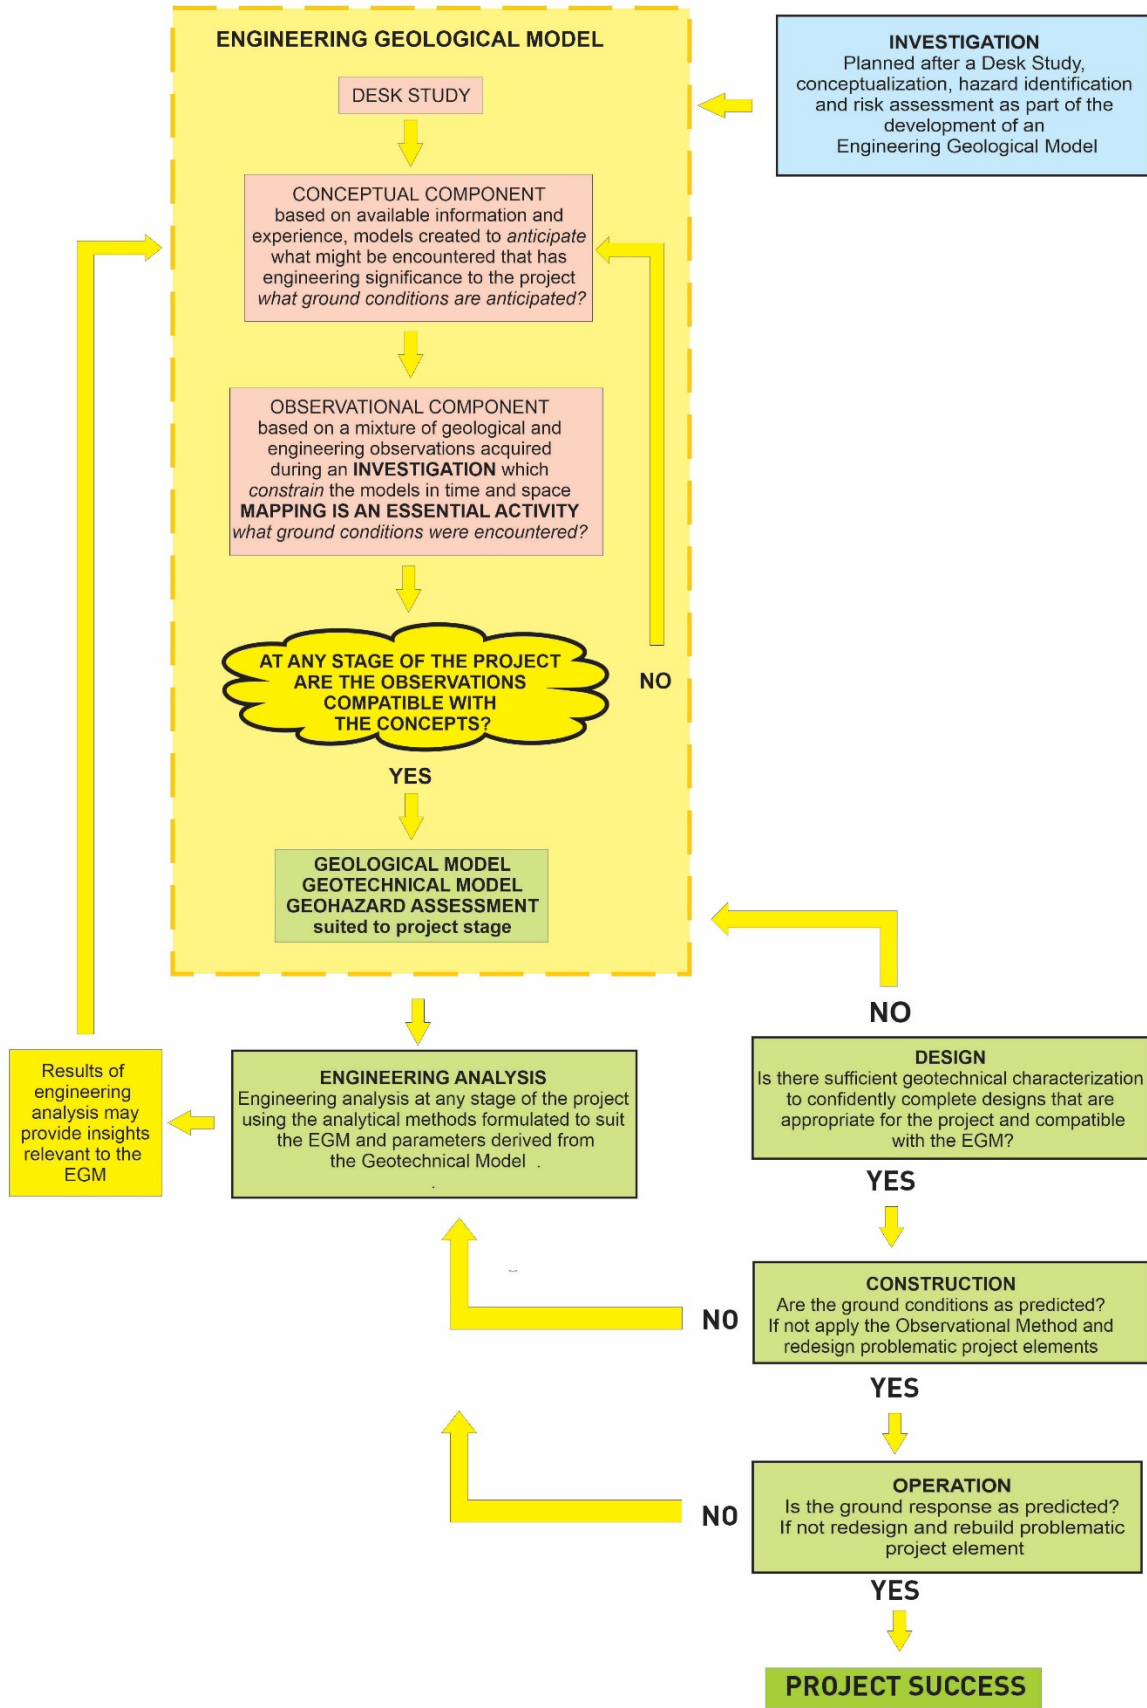 ENGINEERING GEOLOGICAL MODEL
DESK STUDY
CONCEPTUAL COMPONENT
based on available information and
experience, models created to anticipate
what might be encountered that has
engineering significance to the project
what ground conditions are anticipated?
OBSERVATIONAL COMPONENT
based on a mixture of geological and
engineering observations acquired
during an INVESTIGATION which
constrain the models in time and space
MAPPING IS AN ESSENTIAL ACTIVITY
what ground conditions were encountered?
AT ANY STAGE OF THE PROJECT
ARE THE OBSERVATIONS
COMPATIBLE WITH
THE CONCEPTS?
NO
YES
GEOLOGICAL MODEL
GEOTECHNICAL MODEL
GEOHAZARD ASSESSMENT
suited to project stage
INVESTIGATION
Planned after a Desk Study,
conceptualization, hazard identification
and risk assessment as part of the
development of an
Engineering Geological Model
ENGINEERING ANALYSIS
Engineering analysis at any stage of the project
using the analytical methods formulated to suit
the EGM and parameters derived from
the Geotechnical Model .
Results of
engineering
analysis may
provide insights
relevant to the
EGM
NO
DESIGN
Is there sufficient geotechnical characterization
to confidently complete designs that are
appropriate for the project and compatible
with the EGM?
YES
CONSTRUCTION
Are the ground conditions as predicted?
If not apply the Observational Method and
redesign problematic project elements
NO
YES
OPERATION
Is the ground response as predicted?
If not redesign and rebuild problematic
project element
NO
YES
PROJECT SUCCESS